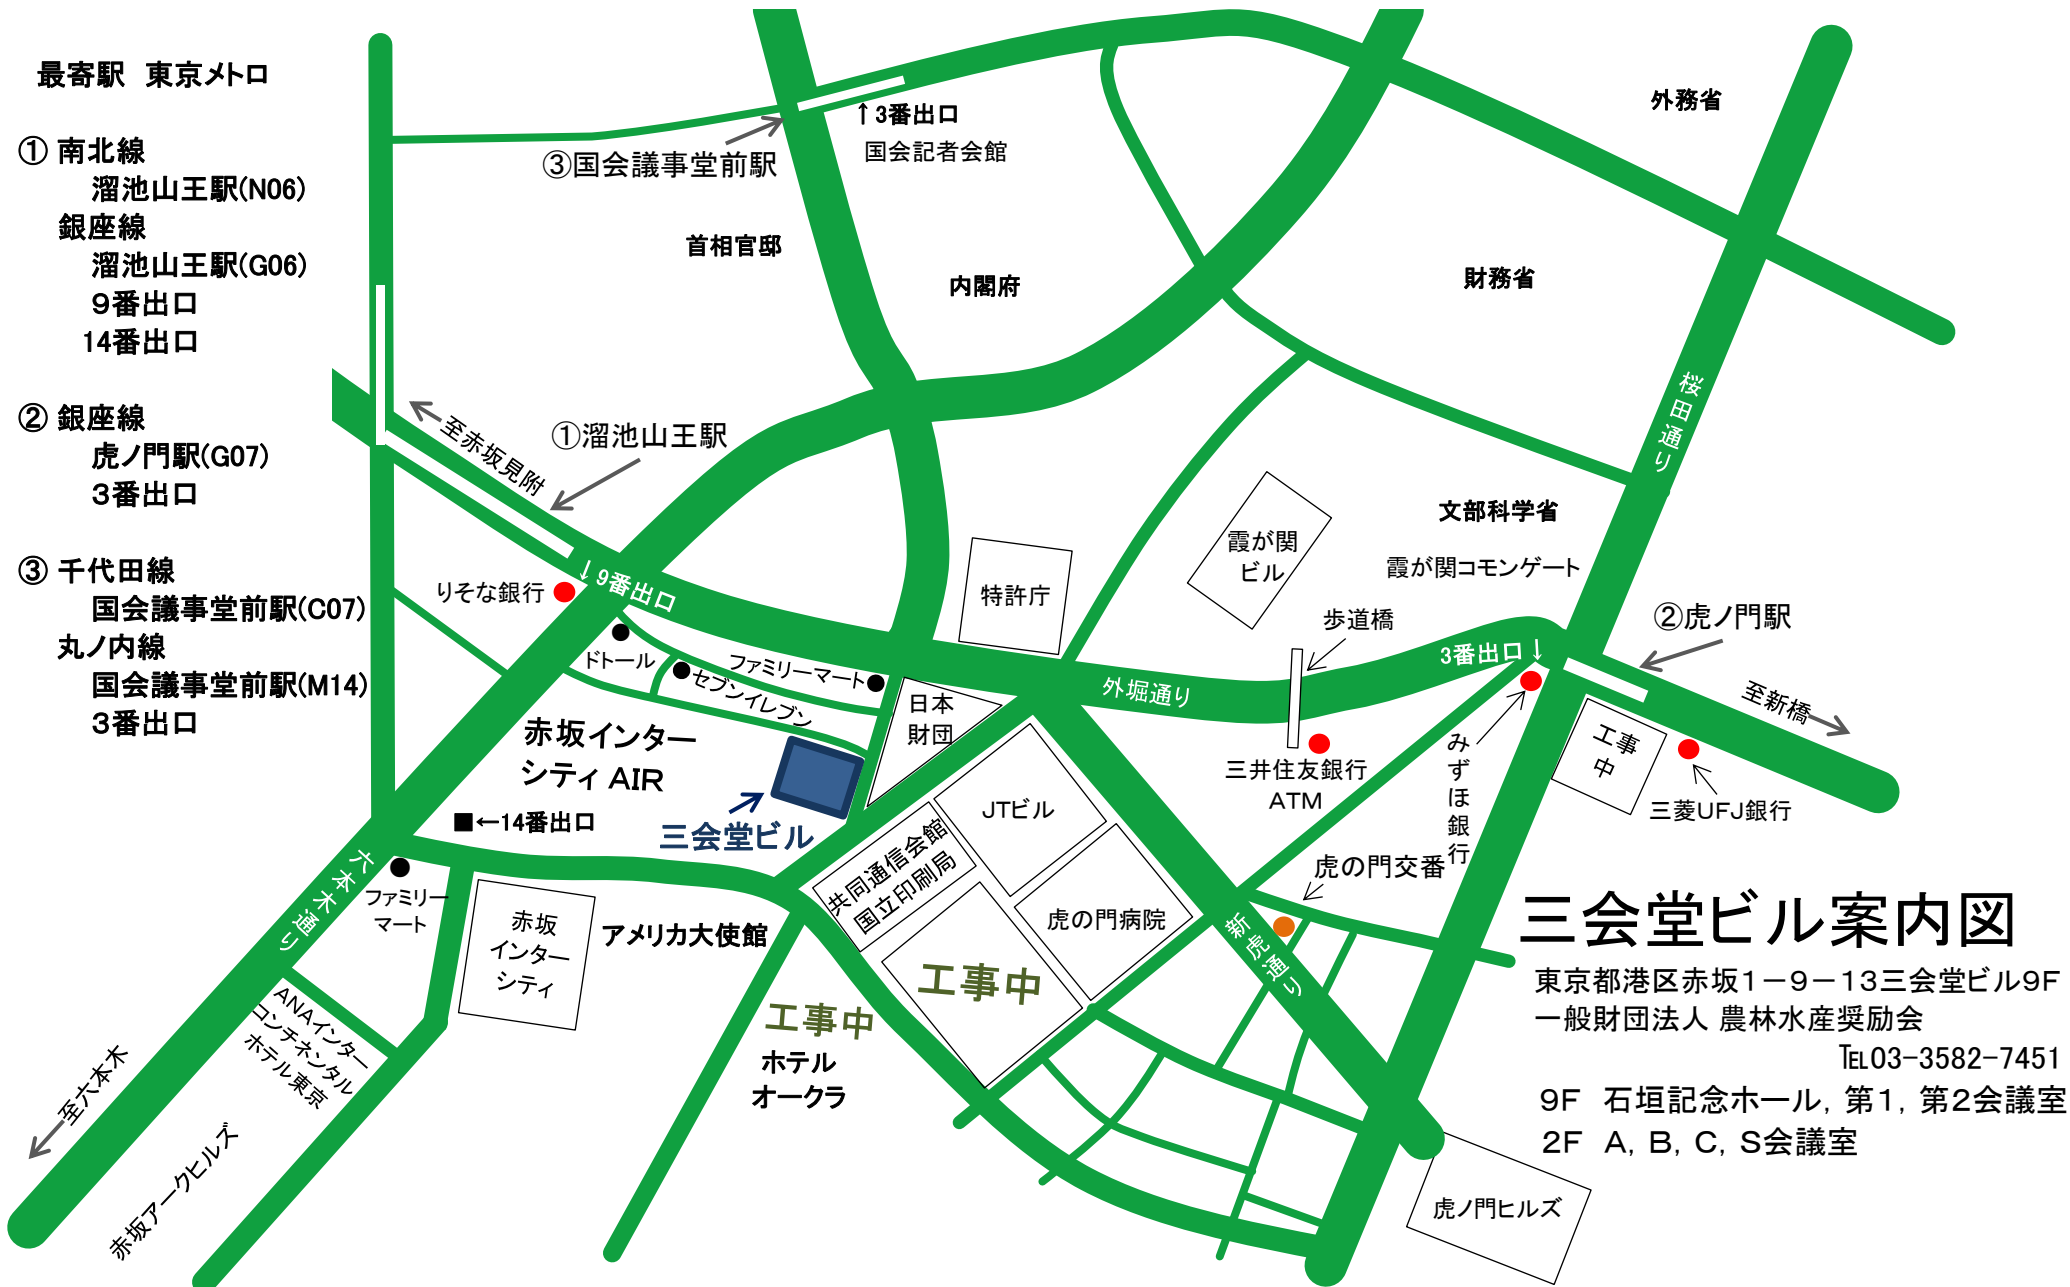 最寄駅 東京メトロ
① 南北線
溜池山王駅(N06)
銀座線
溜池山王駅(G06)
9番出口
14番出口
② 銀座線
虎ノ門駅(G07)
3番出口
③ 千代田線
国会議事堂前駅(C07)
丸ノ内線
国会議事堂前駅(M14)
3番出口
↑3番出口
国会記者会館
③国会議事堂前駅
首相官邸
内閣府
外務省
財務省
桜田通り
①溜池山王駅
至赤坂見附
文部科学省
霞が関コモンゲート
霞が関
ビル
特許庁
りそな銀行
↓9番出口
ドトール
セブンイレブン
ファミリーマート
日本
財団
外堀通り
歩道橋
3番出口↓
②虎ノ門駅
至新橋
赤坂インター
シティ AIR
三会堂ビル
■←14番出口
三井住友銀行
ATM
みずほ銀行
工事
中
三菱UFJ銀行
JTビル
共同通信会館
国立印刷局
虎の門病院
虎の門交番
新虎通り
六本木通り
ファミリー
マート
赤坂
インター
シティ
アメリカ大使館
工事中
工事中
ホテル
オークラ
ANAインター
コンチネンタル
ホテル東京
至六本木
赤坂アークヒルズ
虎ノ門ヒルズ
三会堂ビル案内図
東京都港区赤坂1-9-13三会堂ビル9F
一般財団法人 農林水産奨励会
℡03-3582-7451
9F 石垣記念ホール, 第1, 第2会議室
2F A, B, C, S会議室